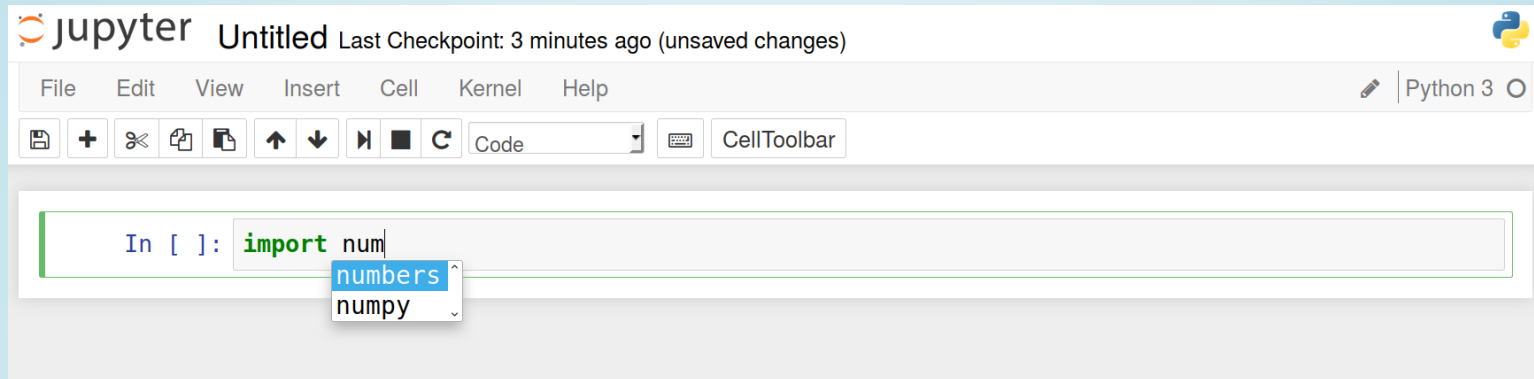 jupyter Untitled Last Checkpoint: 3 minutes ago (unsaved changes)
File Edit View Insert Cell Kernel Help Python 3
Code CellToolbar
In [ ]: import num
numbers
numpy